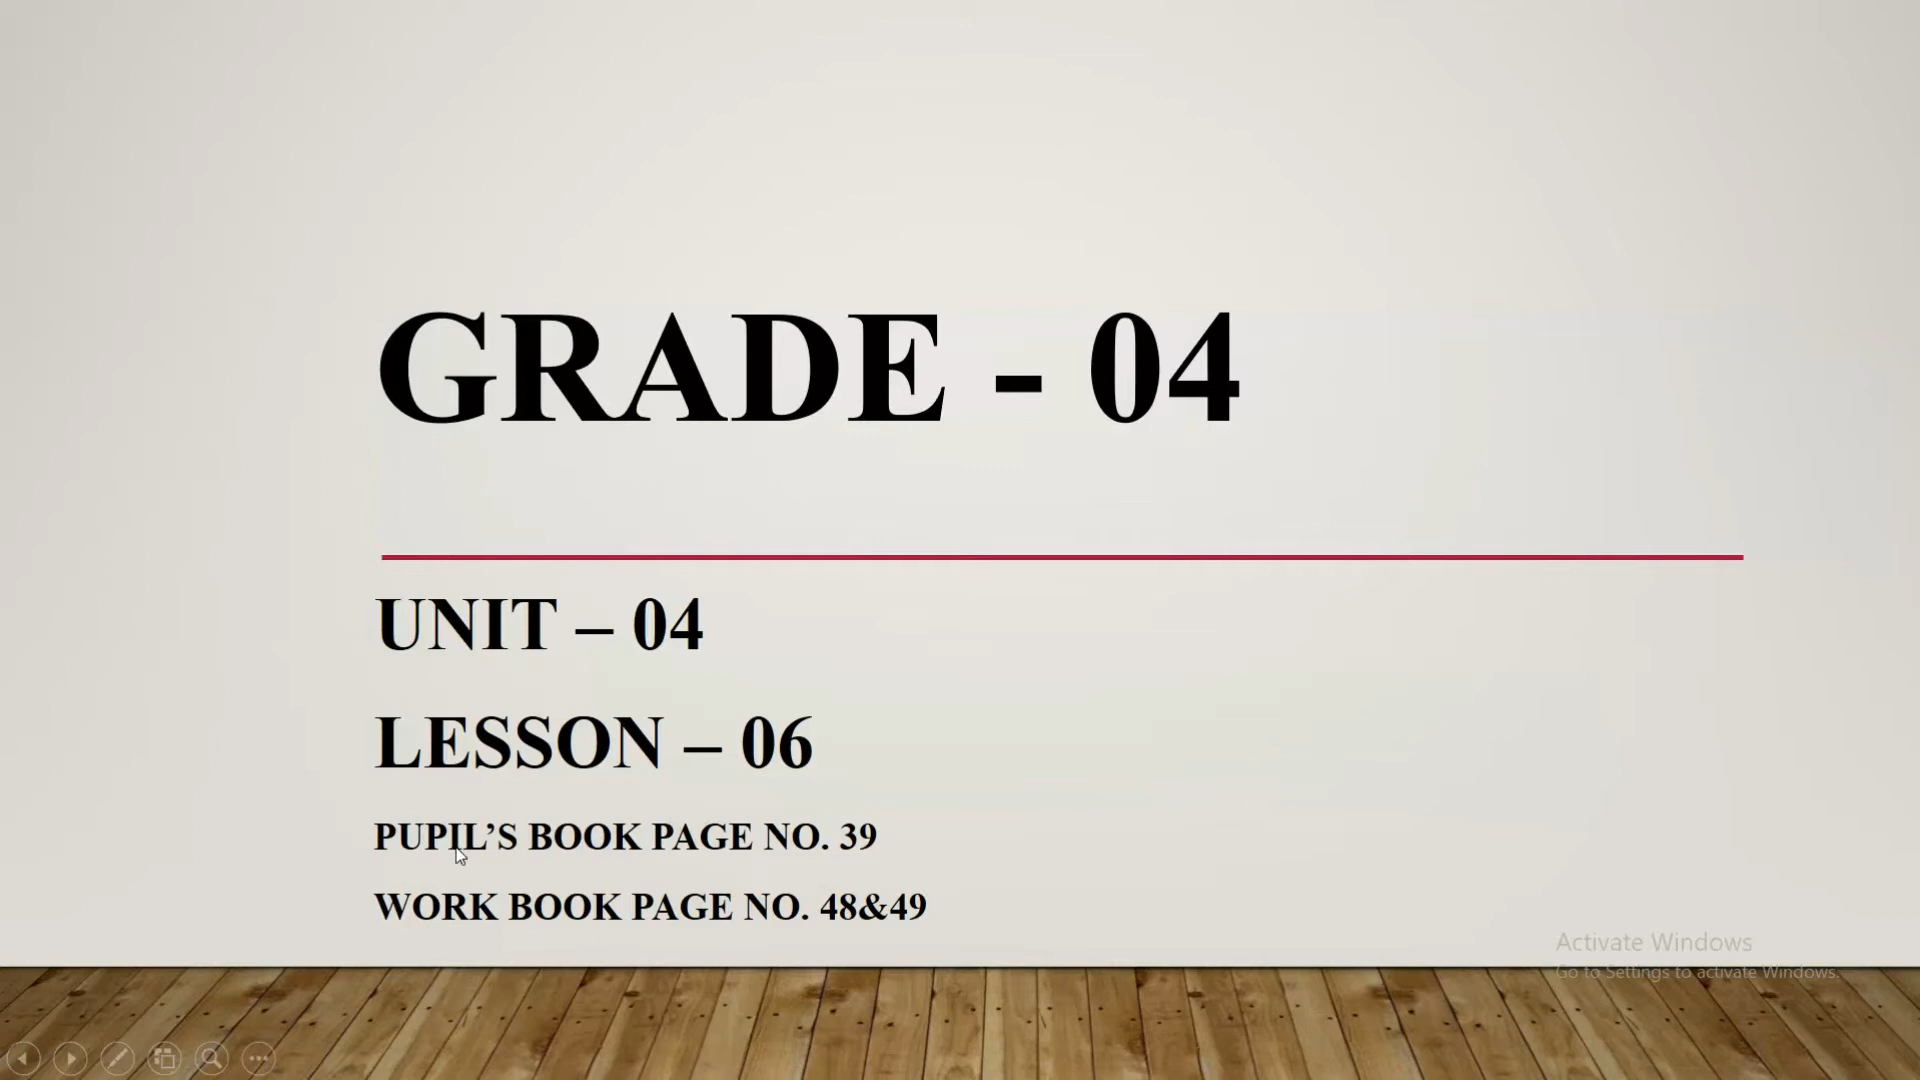 GRADE - 04
UNIT – 04
LESSON – 06
PUPIL’S BOOK PAGE NO. 39
WORK BOOK PAGE NO. 48&49
Activate Windows
Go to Settings to activate Windows.